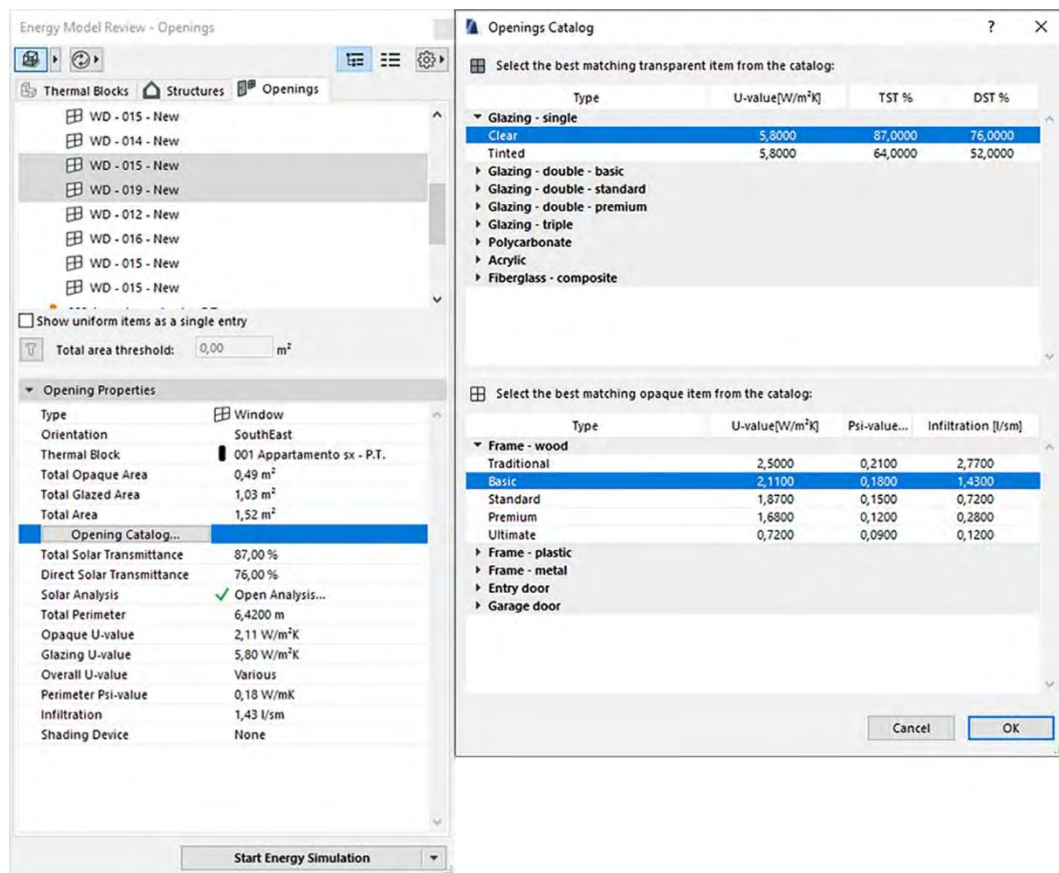 Energy Model Review - Openings
Thermal Blocks Structures Openings
WD - 015 - New
WD - 014 - New
WD - 015 - New
WD - 019 - New
WD - 012 - New
WD - 016 - New
WD - 015 - New
WD - 015 - New
Show uniform items as a single entry
Total area threshold: 0,00 m²
Opening Properties
Type Window
Orientation SouthEast
Thermal Block 001 Appartamento sx - P.T.
Total Opaque Area 0,49 m²
Total Glazed Area 1,03 m²
Total Area 1,52 m²
Opening Catalog...
Total Solar Transmittance 87,00 %
Direct Solar Transmittance 76,00 %
Solar Analysis Open Analysis...
Total Perimeter 6,4200 m
Opaque U-value 2,11 W/m²K
Glazing U-value 5,80 W/m²K
Overall U-value Various
Perimeter Psi-value 0,18 W/mK
Infiltration 1,43 l/sm
Shading Device None
Start Energy Simulation
Openings Catalog ? X
Select the best matching transparent item from the catalog:
Type U-value[W/m²K] TST % DST %
Glazing - single
Clear 5,8000 87,0000 76,0000
Tinted 5,8000 64,0000 52,0000
Glazing - double - basic
Glazing - double - standard
Glazing - double - premium
Glazing - triple
Polycarbonate
Acrylic
Fiberglass - composite
Select the best matching opaque item from the catalog:
Type U-value[W/m²K] Psi-value... Infiltration [l/sm]
Frame - wood
Traditional 2,5000 0,2100 2,7700
Basic 2,1100 0,1800 1,4300
Standard 1,8700 0,1500 0,7200
Premium 1,6800 0,1200 0,2800
Ultimate 0,7200 0,0900 0,1200
Frame - plastic
Frame - metal
Entry door
Garage door
Cancel OK